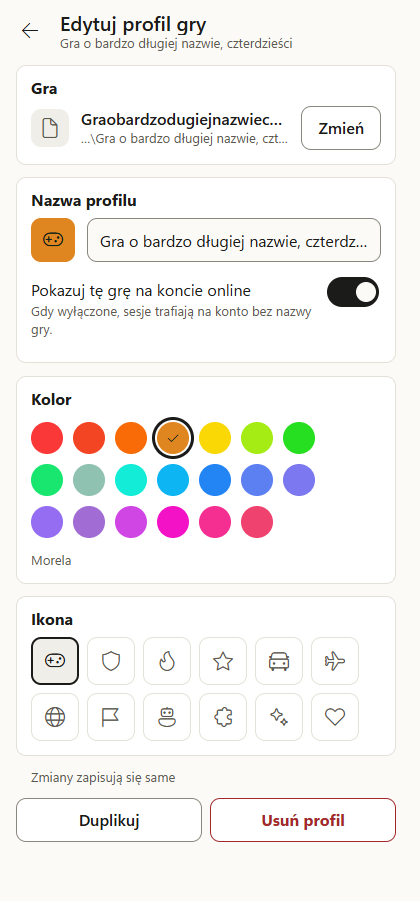 Edytuj profil gry
Gra o bardzo długiej nazwie, czterdzieści
Gra
Graobardzodugiejnazwiec...
...\Gra o bardzo długiej nazwie, czt...
Zmień
Nazwa profilu
Gra o bardzo długiej nazwie, czterdz...
Pokazuj tę grę na koncie online
Gdy wyłączone, sesje trafiają na konto bez nazwy
gry.
Kolor
Morela
Ikona
Zmiany zapisują się same
Duplikuj
Usuń profil